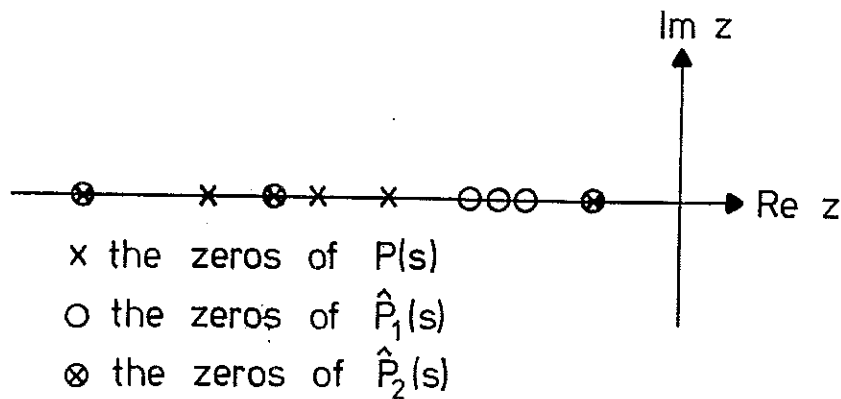 Im z
Re z
x the zeros of P(s)
○ the zeros of P̂₁(s)
⊗ the zeros of P̂₂(s)